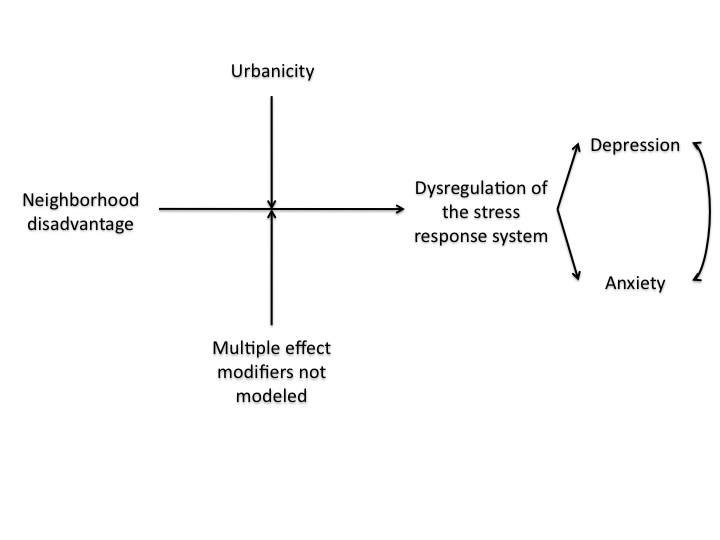 Urbanicity
Depression
Neighborhood
disadvantage
Dysregulation of
the stress
response system
Anxiety
Multiple effect
modifiers not
modeled